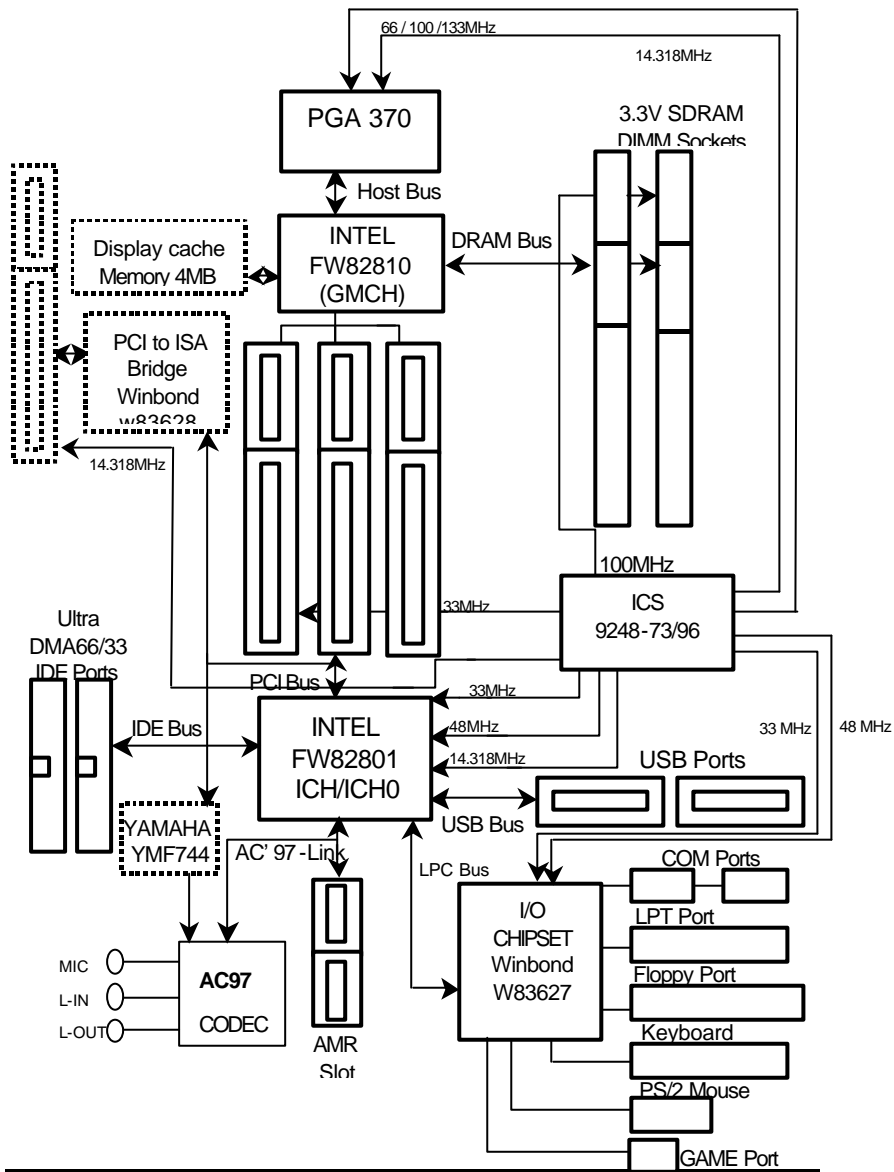 66 / 100 /133MHz
14.318MHz
PGA 370
3.3V SDRAM
DIMM Sockets
Host Bus
INTEL
FW82810
(GMCH)
DRAM Bus
Display cache
Memory 4MB
PCI to ISA
Bridge
Winbond
w83628
14.318MHz
100MHz
ICS
9248-73/96
33MHz
Ultra
DMA66/33
IDE Ports
PCI Bus
33MHz
IDE Bus
INTEL
FW82801
ICH/ICH0
48MHz
14.318MHz
33 MHz
48 MHz
USB Ports
USB Bus
YAMAHA
YMF744
AC' 97 -Link
LPC Bus
COM Ports
I/O
CHIPSET
Winbond
W83627
LPT Port
Floppy Port
Keyboard
PS/2 Mouse
GAME Port
MIC
L-IN
L-OUT
AC97
CODEC
AMR
Slot